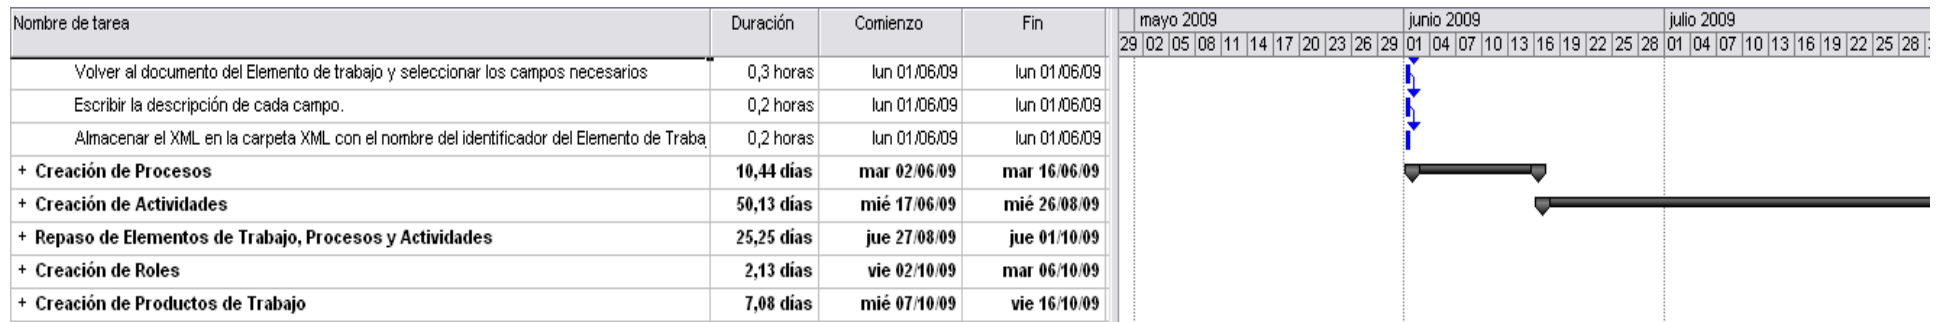 Nombre de tarea Duración Comienzo Fin mayo 2009 junio 2009 julio 2009
29 02 05 08 11 14 17 20 23 26 29 01 04 07 10 13 16 19 22 25 28 01 04 07 10 13 16 19 22 25 28
Volver al documento del Elemento de trabajo y seleccionar los campos necesarios 0,3 horas lun 01/06/09 lun 01/06/09
Escribir la descripción de cada campo. 0,2 horas lun 01/06/09 lun 01/06/09
Almacenar el XML en la carpeta XML con el nombre del identificador del Elemento de Traba 0,2 horas lun 01/06/09 lun 01/06/09
+ Creación de Procesos 10,44 días mar 02/06/09 mar 16/06/09
+ Creación de Actividades 50,13 días mié 17/06/09 mié 26/08/09
+ Repaso de Elementos de Trabajo, Procesos y Actividades 25,25 días jue 27/08/09 jue 01/10/09
+ Creación de Roles 2,13 días vie 02/10/09 mar 06/10/09
+ Creación de Productos de Trabajo 7,08 días mié 07/10/09 vie 16/10/09